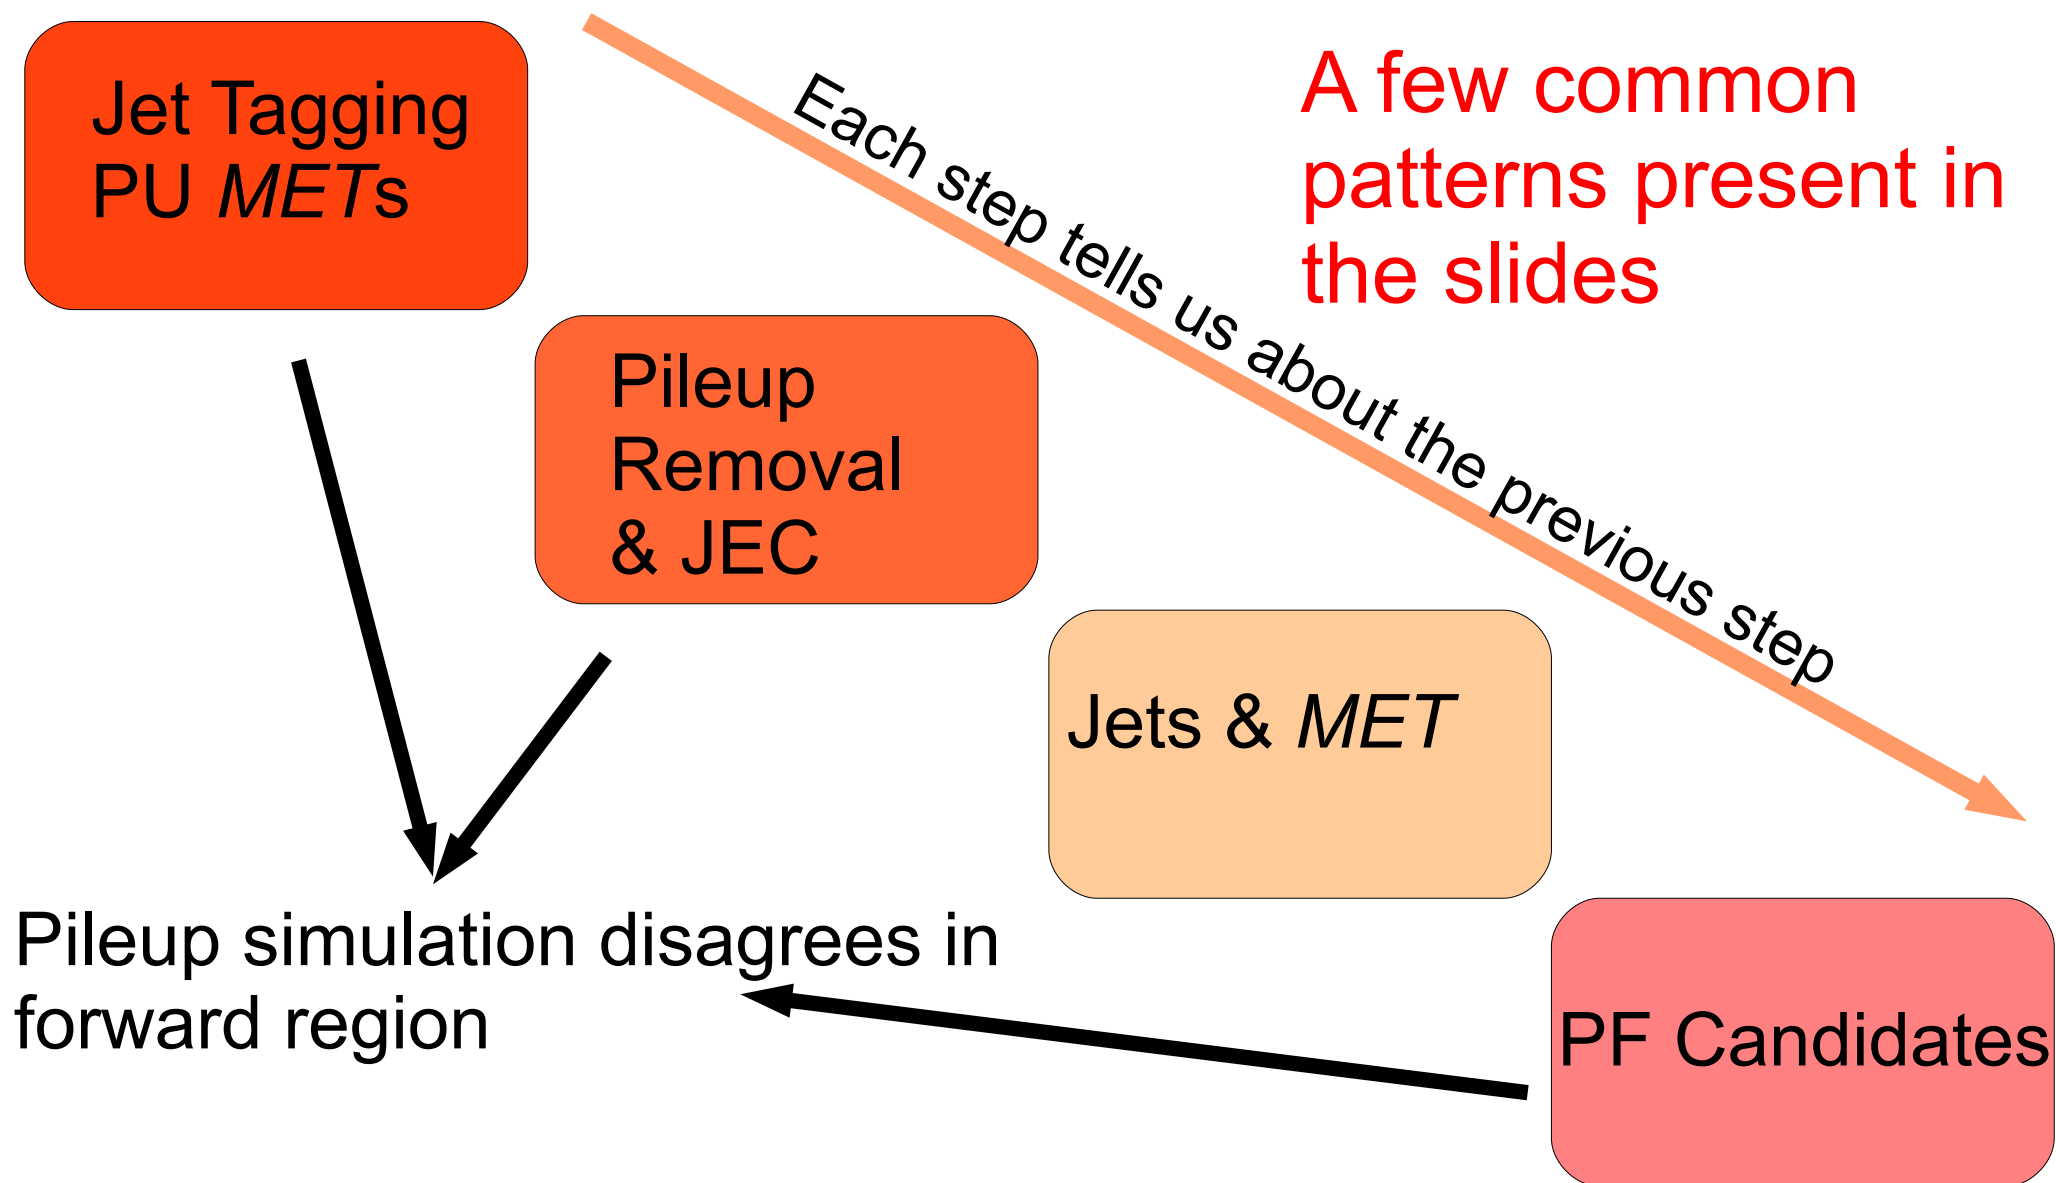 Jet Tagging
PU METs
Each step tells us about the previous step
A few common
patterns present in
the slides
Pileup
Removal
& JEC
Jets & MET
Pileup simulation disagrees in
forward region
PF Candidates